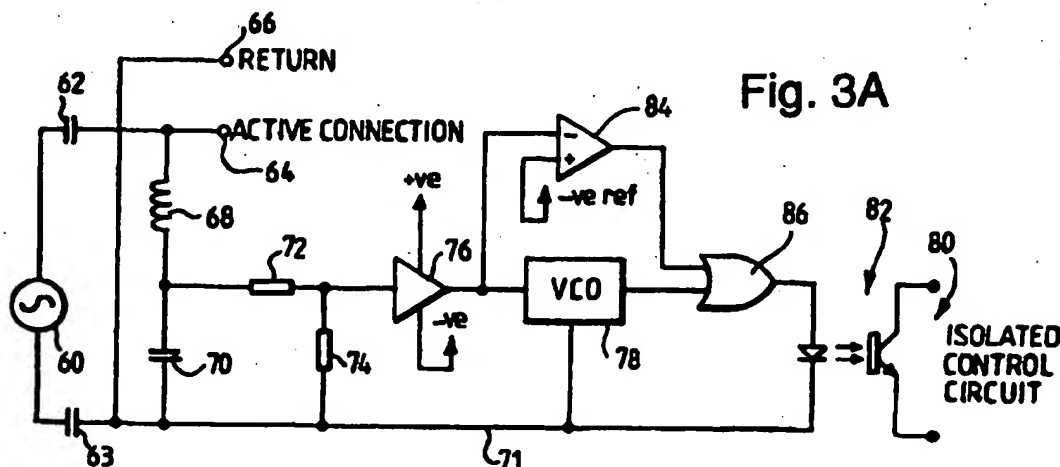 66
RETURN
62
Fig. 3A
84
ACTIVE CONNECTION
64
+ve
−
+
-ve ref
68
86
82
80
72
76
VCO
-ve
60
70
74
78
ISOLATED
CONTROL
CIRCUIT
63
71